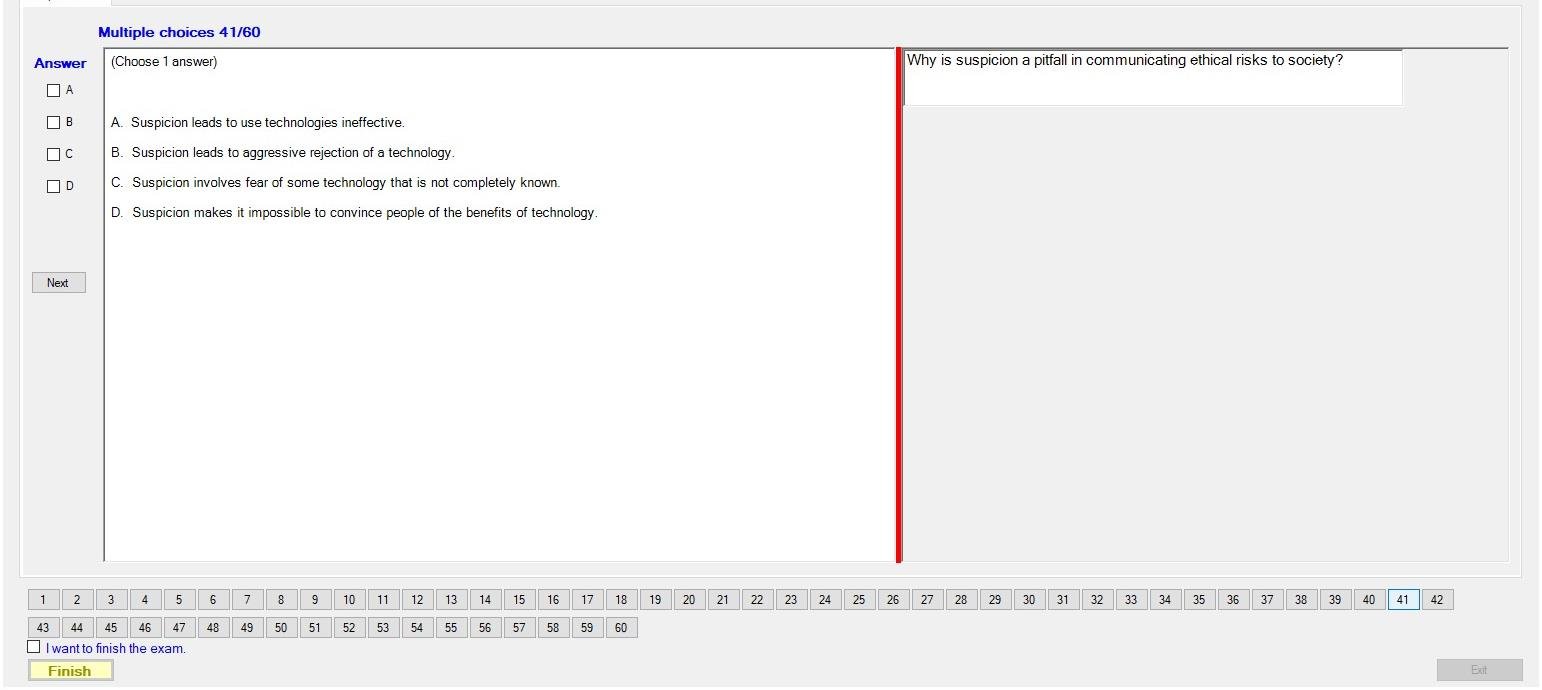 Multiple choices 41/60
Answer
A
B
C
D
Next
(Choose 1 answer)
A. Suspicion leads to use technologies ineffective.
B. Suspicion leads to aggressive rejection of a technology.
C. Suspicion involves fear of some technology that is not completely known.
D. Suspicion makes it impossible to convince people of the benefits of technology.
Why is suspicion a pitfall in communicating ethical risks to society?
1 2 3 4 5 6 7 8 9 10 11 12 13 14 15 16 17 18 19 20 21 22 23 24 25 26 27 28 29 30 31 32 33 34 35 36 37 38 39 40 41 42
43 44 45 46 47 48 49 50 51 52 53 54 55 56 57 58 59 60
I want to finish the exam.
Finish
Exit